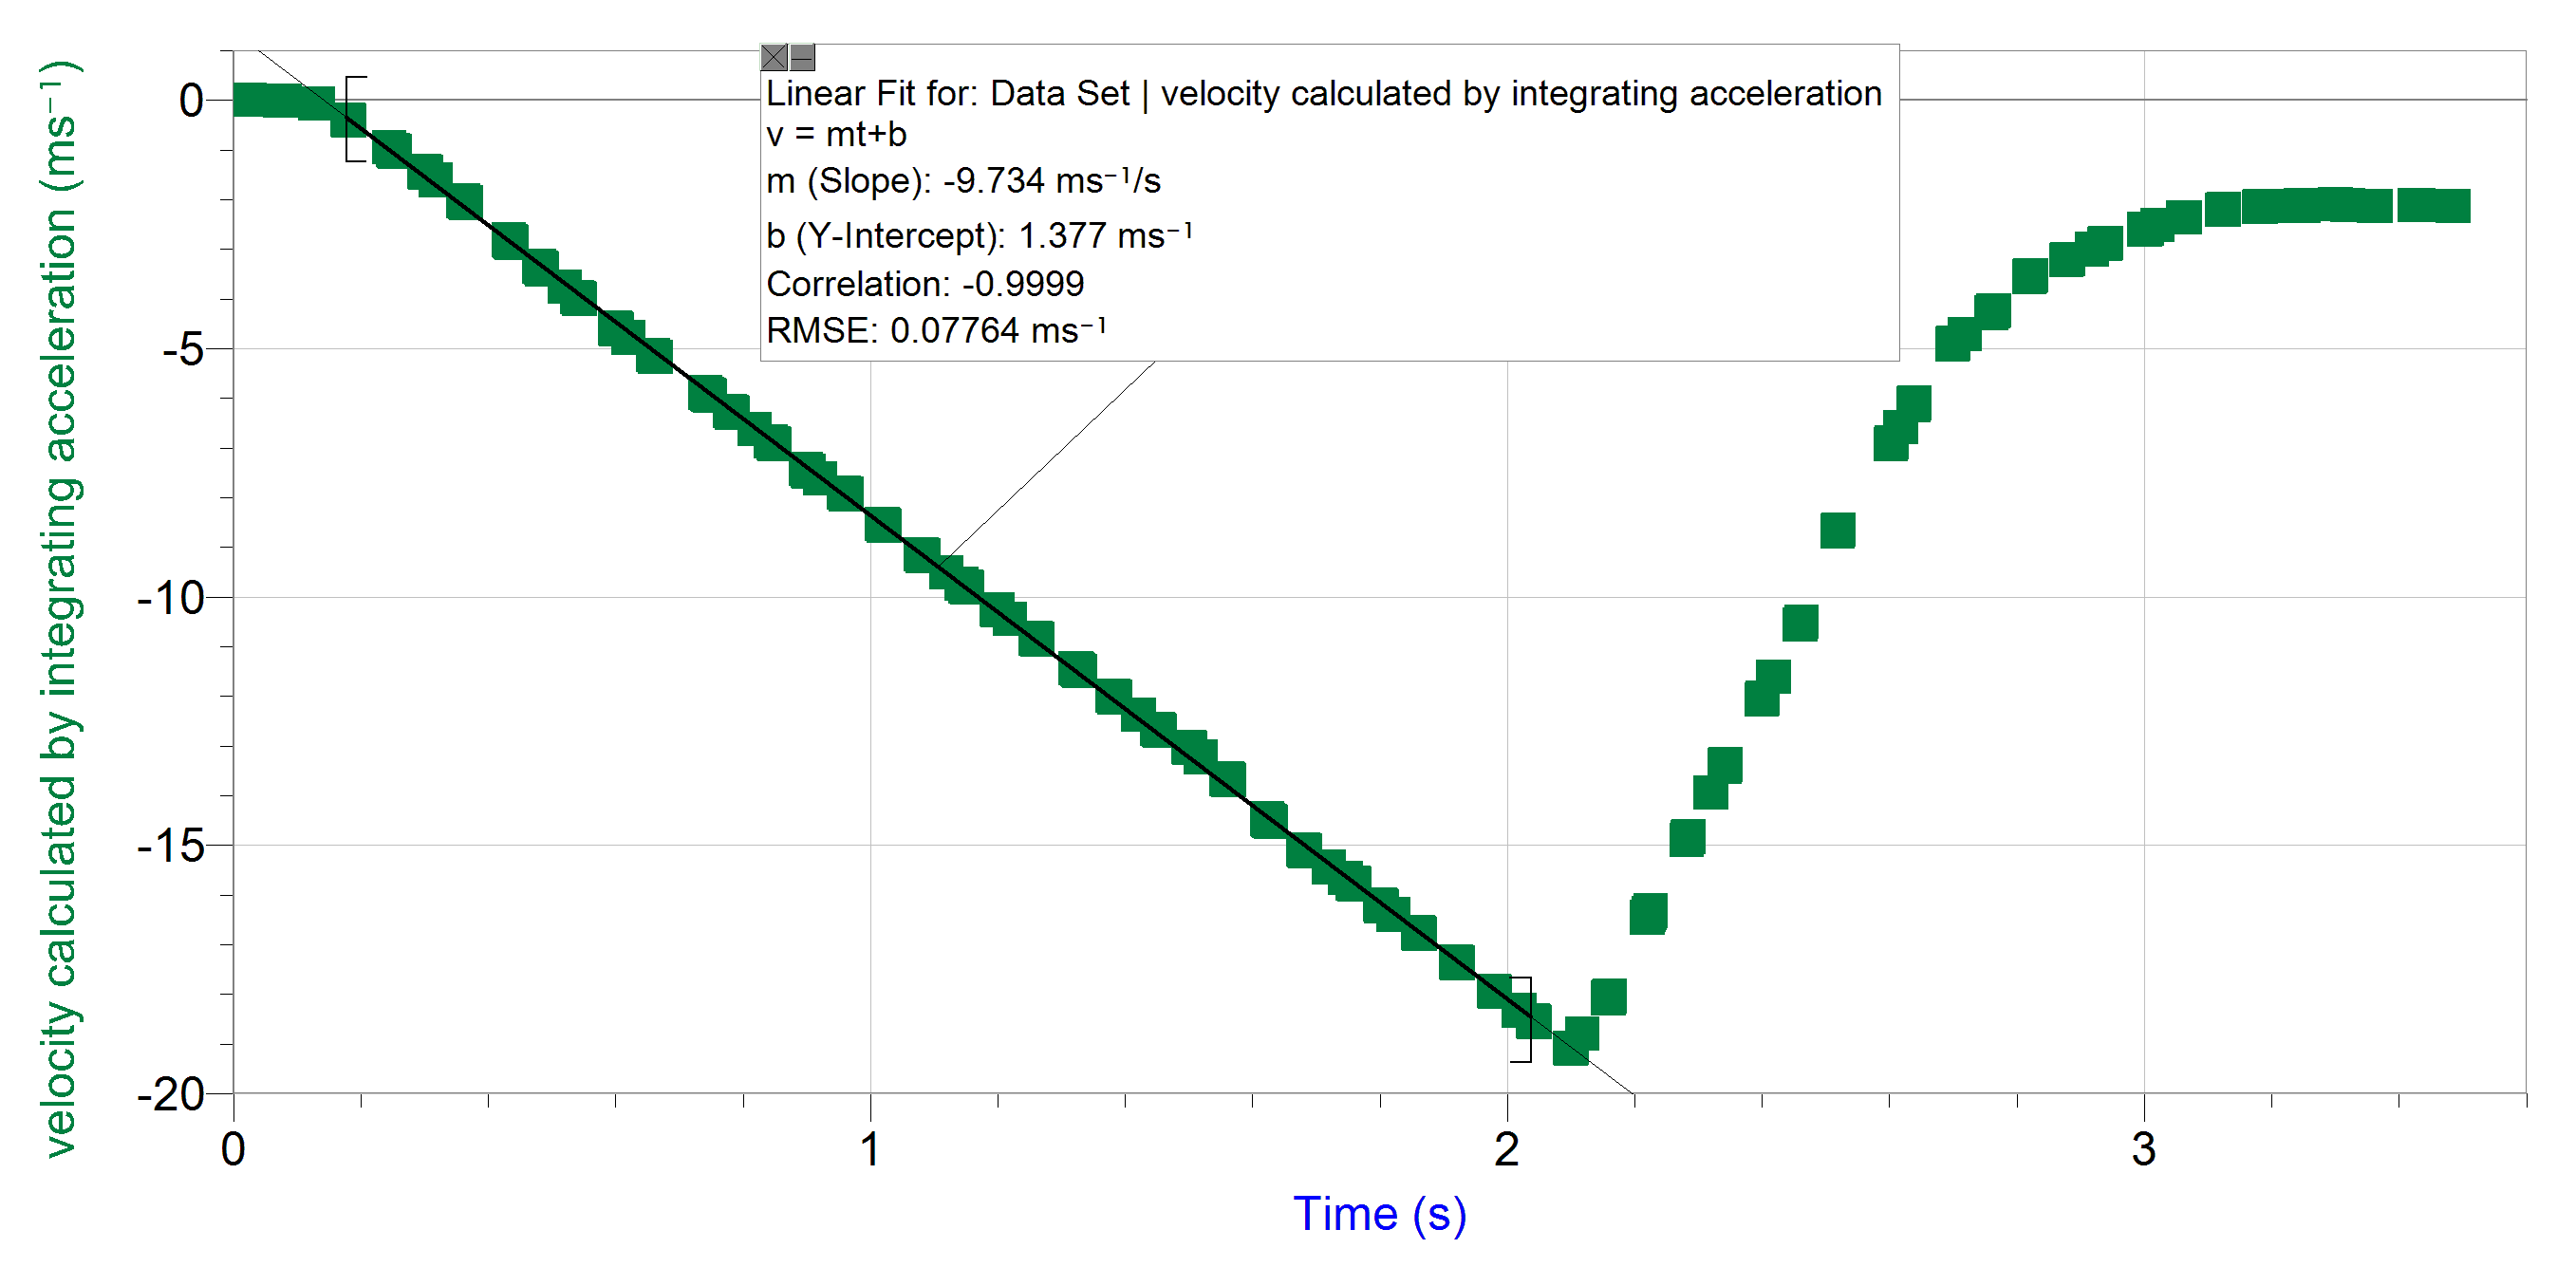 velocity calculated by integrating acceleration (ms⁻¹)
Linear Fit for: Data Set | velocity calculated by integrating acceleration
v = mt+b
m (Slope): -9.734 ms⁻¹/s
b (Y-Intercept): 1.377 ms⁻¹
Correlation: -0.9999
RMSE: 0.07764 ms⁻¹
0
-5
-10
-15
-20
0 1 2 3
Time (s)